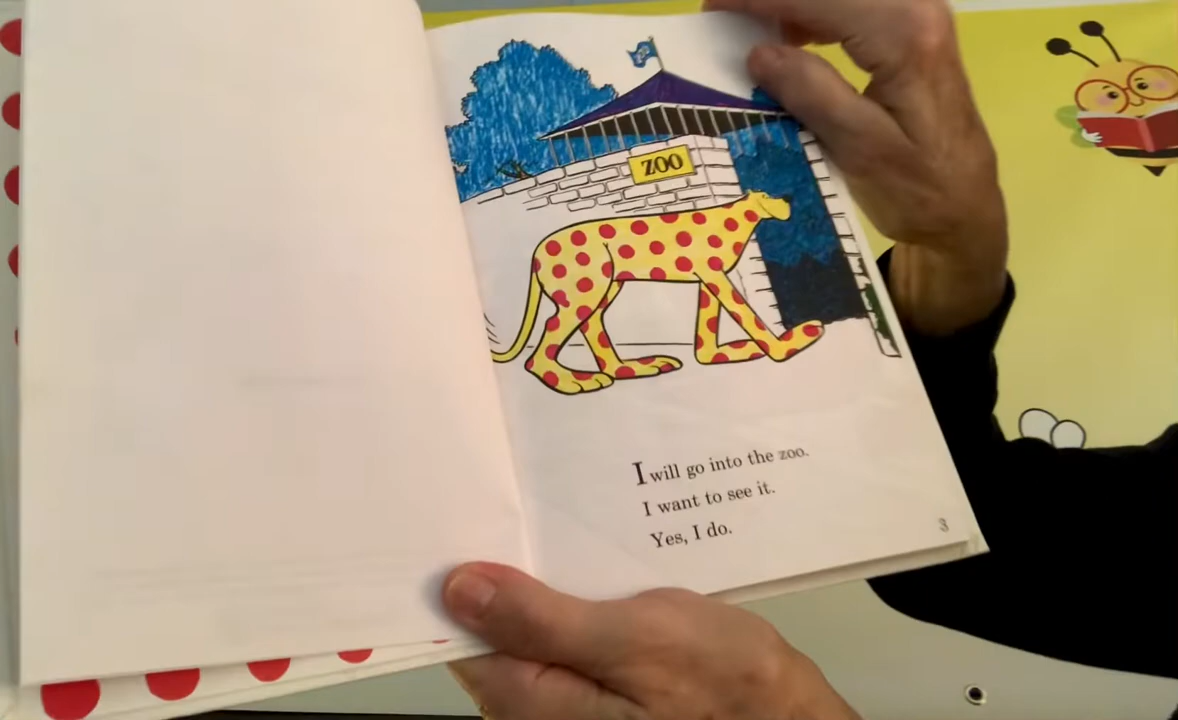 ZOO
I will go into the zoo.
I want to see it.
Yes, I do.
3